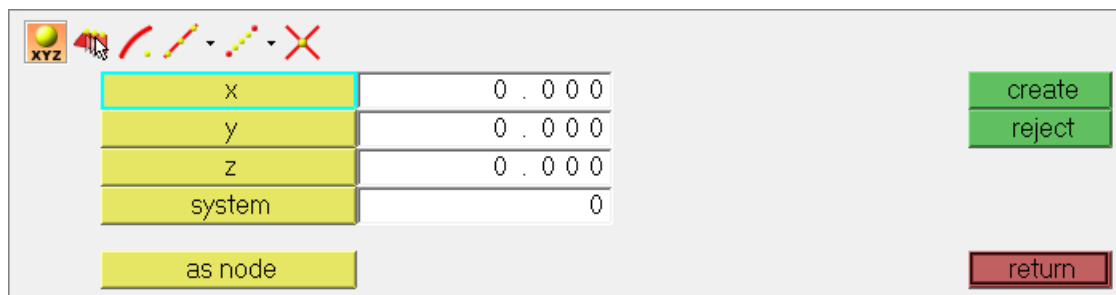 XYZ
x 0.000 create
y 0.000 reject
z 0.000
system 0
as node return